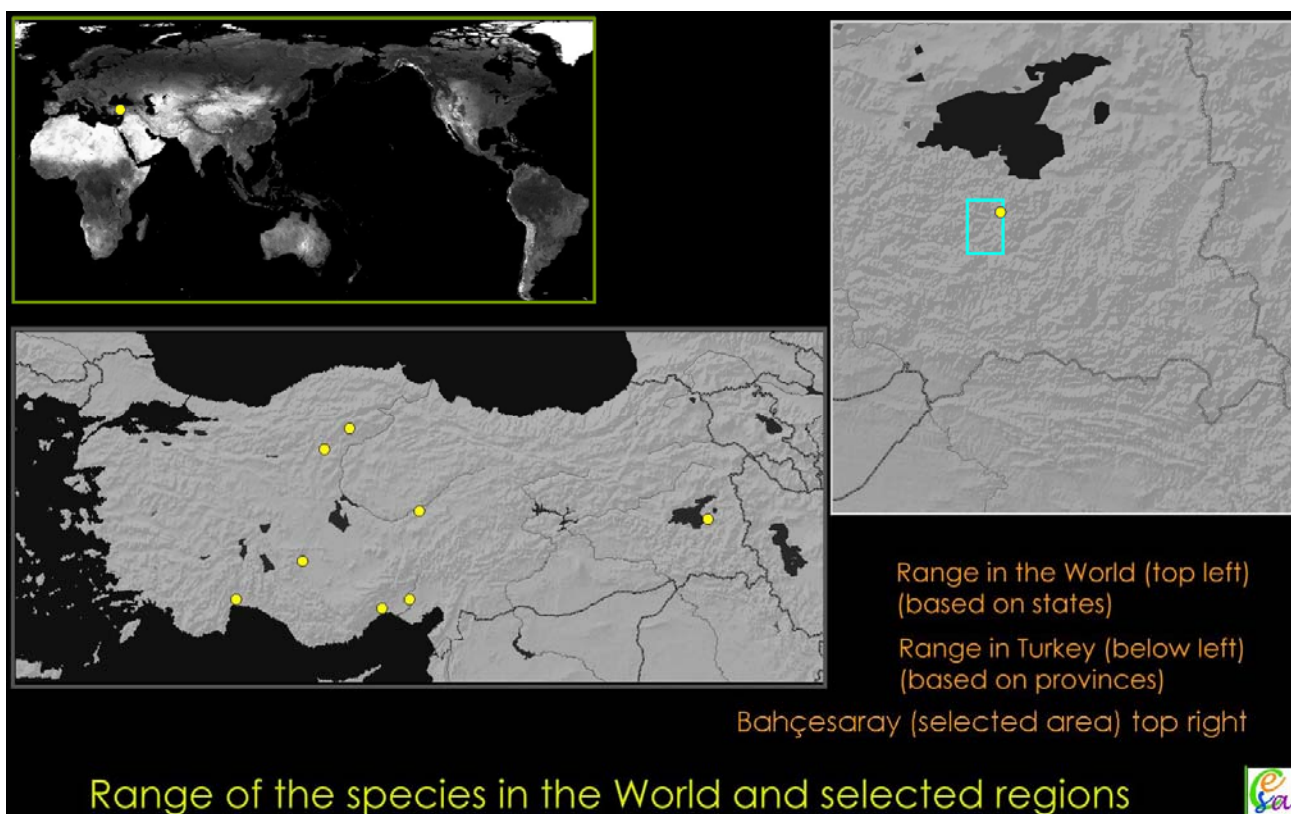 Range in the World (top left)
(based on states)
Range in Turkey (below left)
(based on provinces)
Bahçesaray (selected area) top right
Range of the species in the World and selected regions
esa